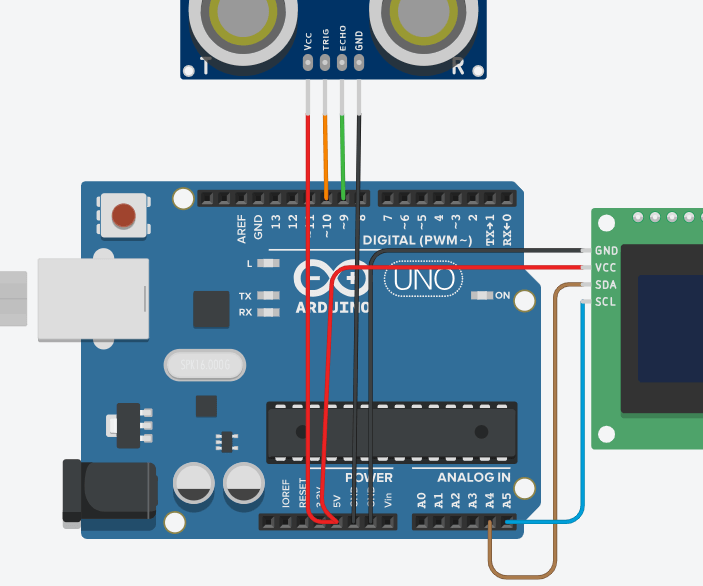 VCC
TRIG
ECHO
GND
T
R
AREF
GND
13
12
~11
~10
~9
8
7
~6
~5
4
~3
2
TX→1
RX←0
DIGITAL (PWM~)
L
TX
RX
ARDUINO
UNO
ON
GND
VCC
SDA
SCL
SPK16.000G
POWER
ANALOG IN
IOREF
RESET
3.3V
5V
GND
GND
Vin
A0
A1
A2
A3
A4
A5